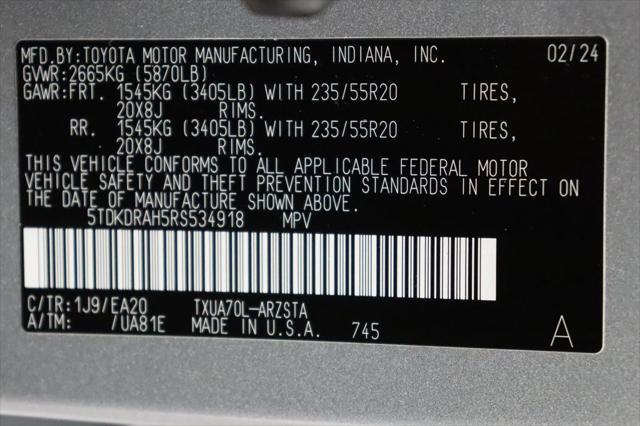 MFD.BY:TOYOTA MOTOR MANUFACTURING, INDIANA, INC. 02/24
GVWR:2665KG (5870LB)
GAWR:FRT. 1545KG (3405LB) WITH 235/55R20 TIRES,
20X8J RIMS.
RR. 1545KG (3405LB) WITH 235/55R20 TIRES,
20X8J RIMS.
THIS VEHICLE CONFORMS TO ALL APPLICABLE FEDERAL MOTOR
VEHICLE SAFETY AND THEFT PREVENTION STANDARDS IN EFFECT ON
THE DATE OF MANUFACTURE SHOWN ABOVE.
5TDKDRAH5RS534918 MPV
C/TR:1J9/EA20 TXUA70L-ARZSTA
A/TM: /UA81E MADE IN U.S.A. 745 A